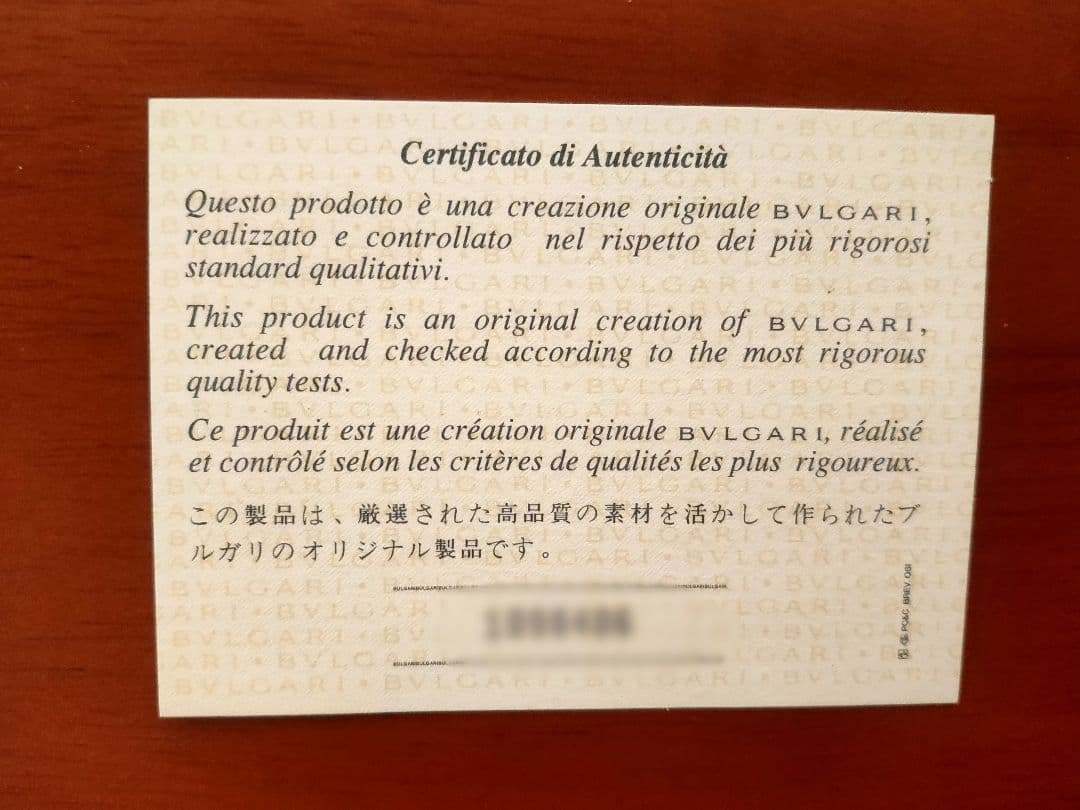 Certificato di Autenticità
Questo prodotto è una creazione originale BVLGARI,
realizzato e controllato nel rispetto dei più rigorosi
standard qualitativi.
This product is an original creation of BVLGARI,
created and checked according to the most rigorous
quality tests.
Ce produit est une création originale BVLGARI, réalisé
et contrôlé selon les critères de qualités les plus rigoureux.
この製品は、厳選された高品質の素材を活かして作られたブ
ルガリのオリジナル製品です。